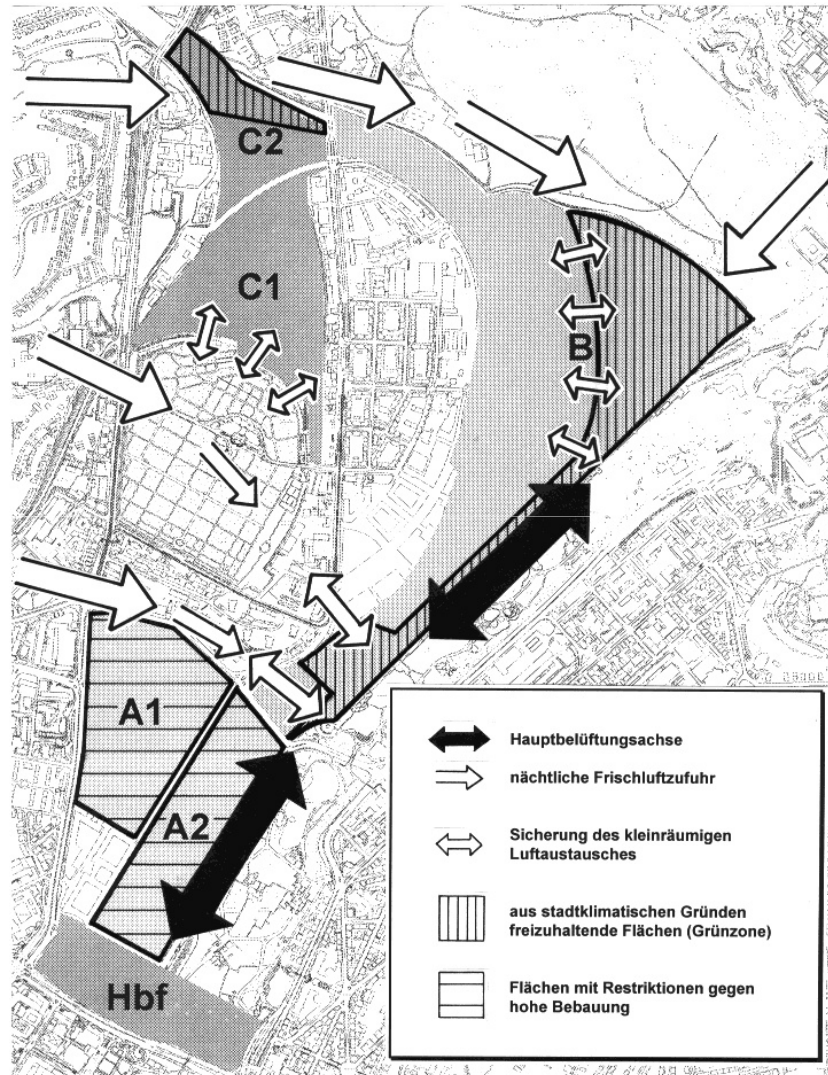 C2
C1
B
A1
A2
Hbf
Hauptbelüftungsachse
nächtliche Frischluftzufuhr
Sicherung des kleinräumigen
Luftaustausches
aus stadtklimatischen Gründen
freizuhaltende Flächen (Grünzone)
Flächen mit Restriktionen gegen
hohe Bebauung